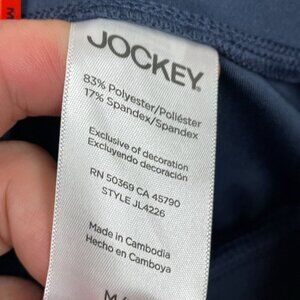 M
JOCKEY®
83% Polyester/Poliéster
17% Spandex/Spandex
Exclusive of decoration
Excluyendo decoración
RN 50369 CA 45790
STYLE JL4226
Made in Cambodia
Hecho en Camboya